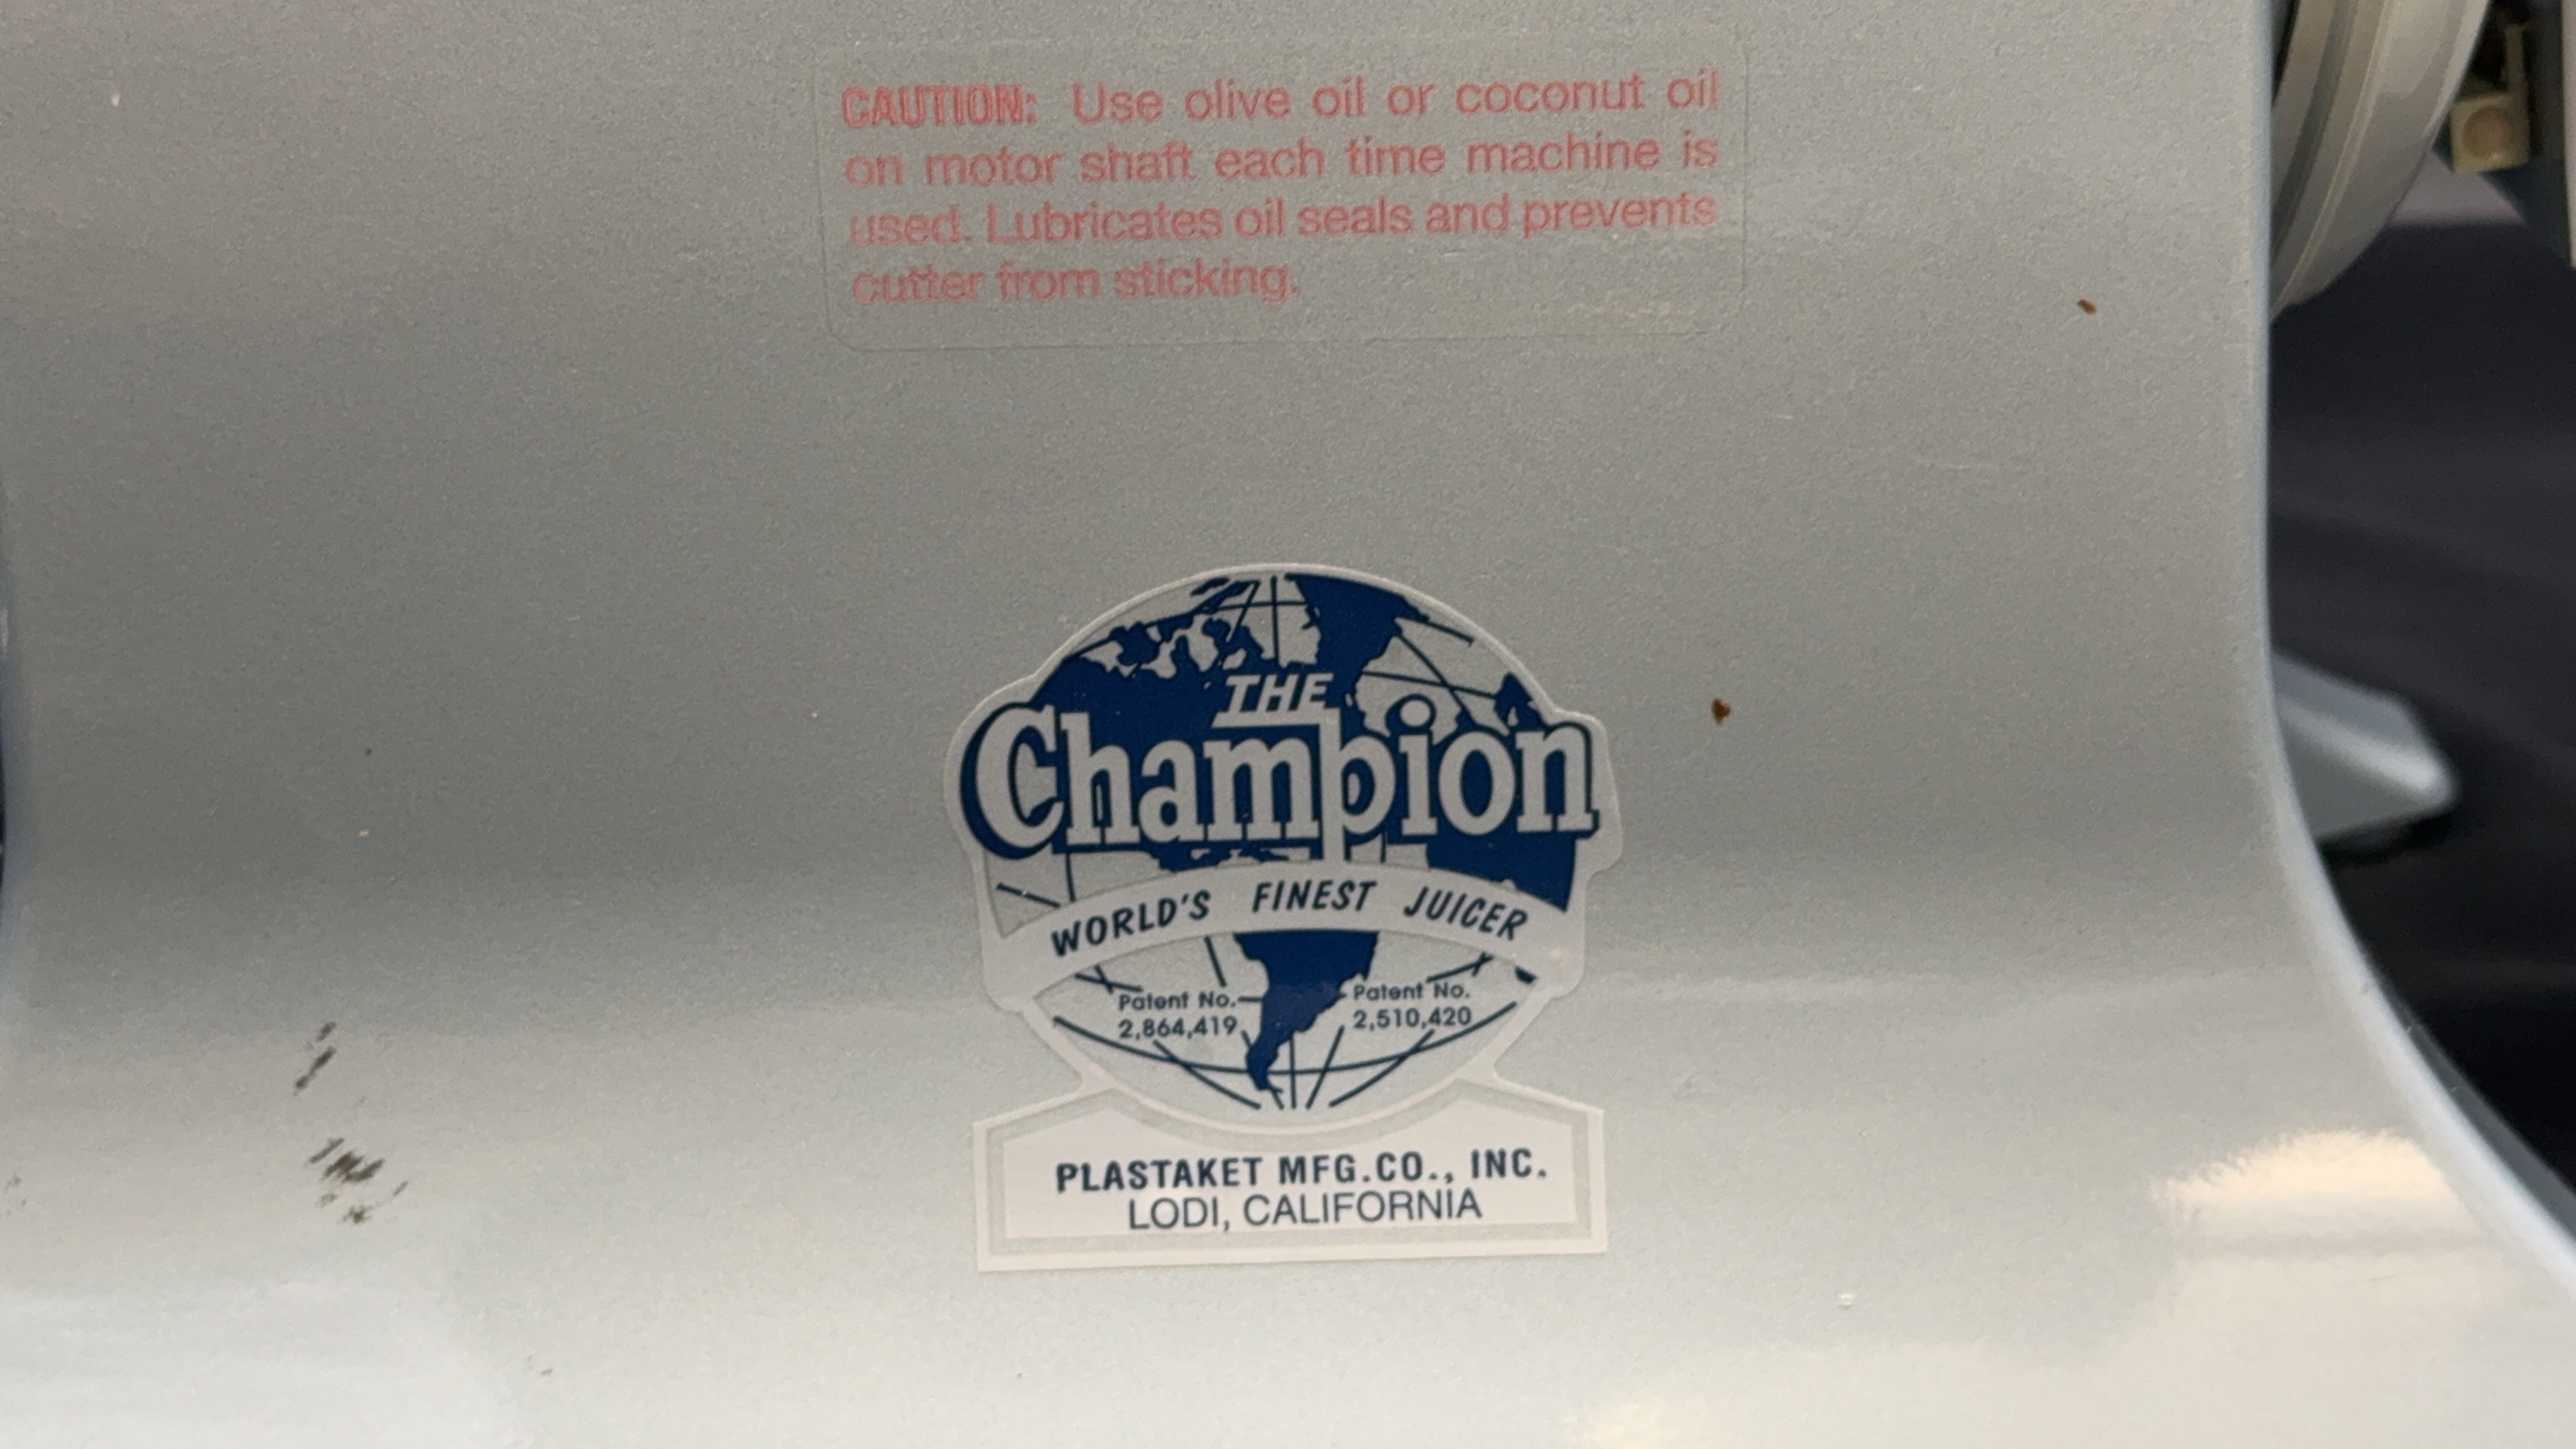 CAUTION: Use olive oil or coconut oil
on motor shaft each time machine is
used. Lubricates oil seals and prevents
cutter from sticking.
THE
Champion
WORLD'S FINEST JUICER
Patent No.
2,864,419
Patent No.
2,510,420
PLASTAKET MFG.CO., INC.
LODI, CALIFORNIA